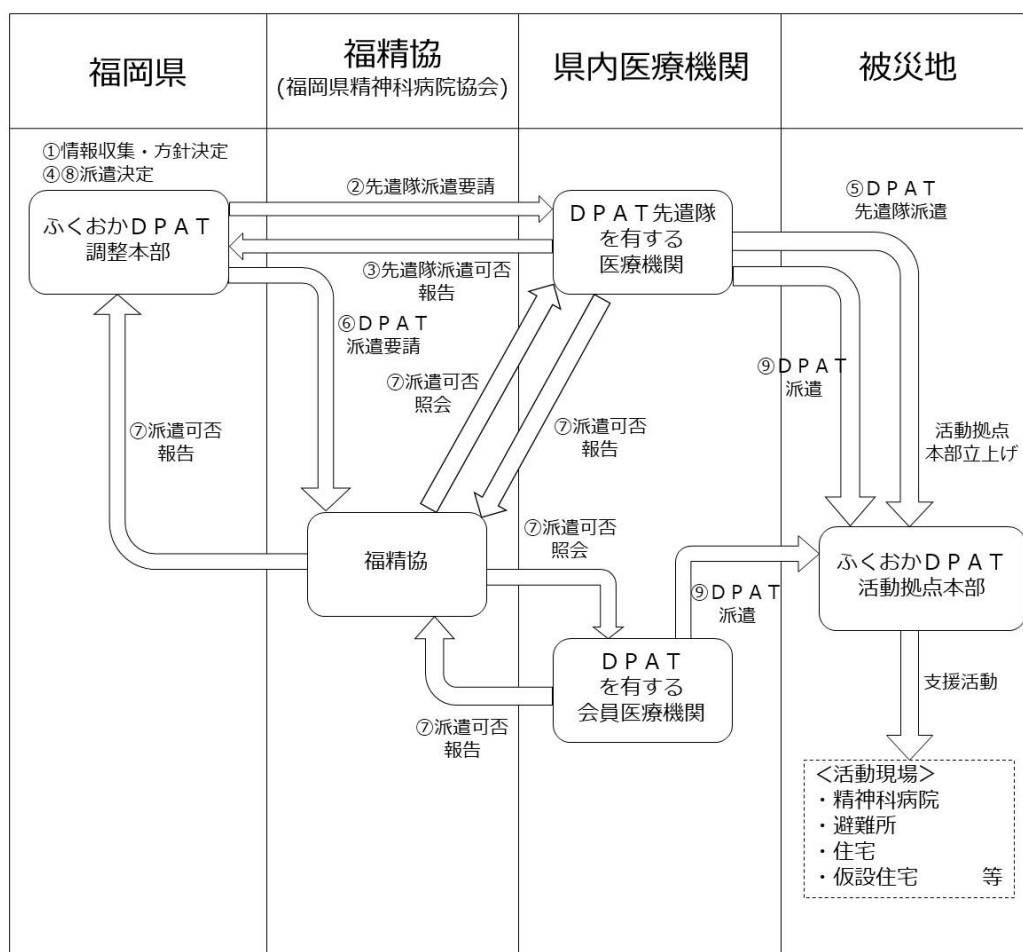 福岡県
福精協
(福岡県精神科病院協会)
県内医療機関
被災地
①情報収集・方針決定
④⑧派遣決定
ふくおかＤＰＡＴ
調整本部
②先遣隊派遣要請
③先遣隊派遣可否
報告
ＤＰＡＴ先遣隊
を有する
医療機関
⑤ＤＰＡＴ
先遣隊派遣
⑥ＤＰＡＴ
派遣要請
⑦派遣可否
照会
⑦派遣可否
報告
⑨ＤＰＡＴ
派遣
⑦派遣可否
報告
活動拠点
本部立上げ
福精協
⑦派遣可否
照会
⑨ＤＰＡＴ
派遣
ふくおかＤＰＡＴ
活動拠点本部
ＤＰＡＴ
を有する
会員医療機関
⑦派遣可否
報告
支援活動
＜活動現場＞
・精神科病院
・避難所
・住宅
・仮設住宅　　　等